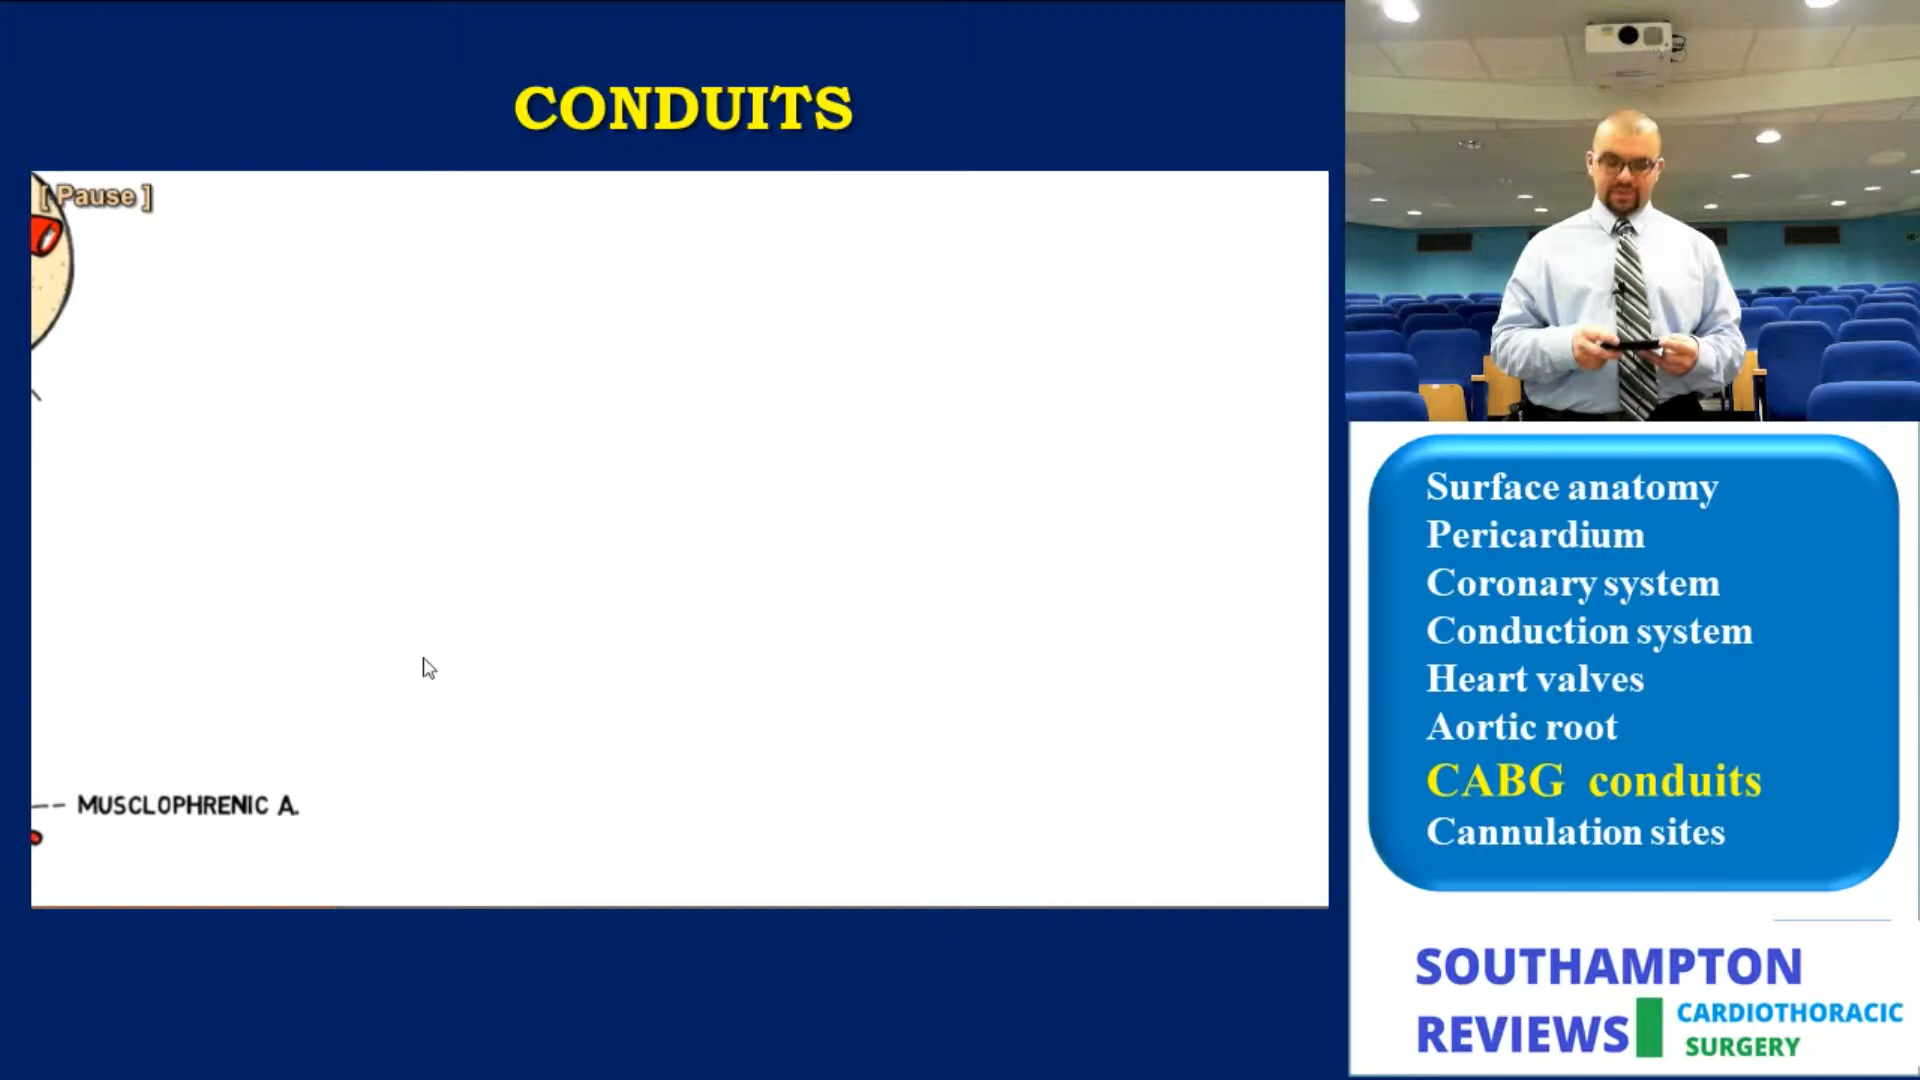 CONDUITS
[ Pause ]
MUSCLOPHRENIC A.
Surface anatomy
Pericardium
Coronary system
Conduction system
Heart valves
Aortic root
CABG conduits
Cannulation sites
SOUTHAMPTON
REVIEWS
CARDIOTHORACIC
SURGERY